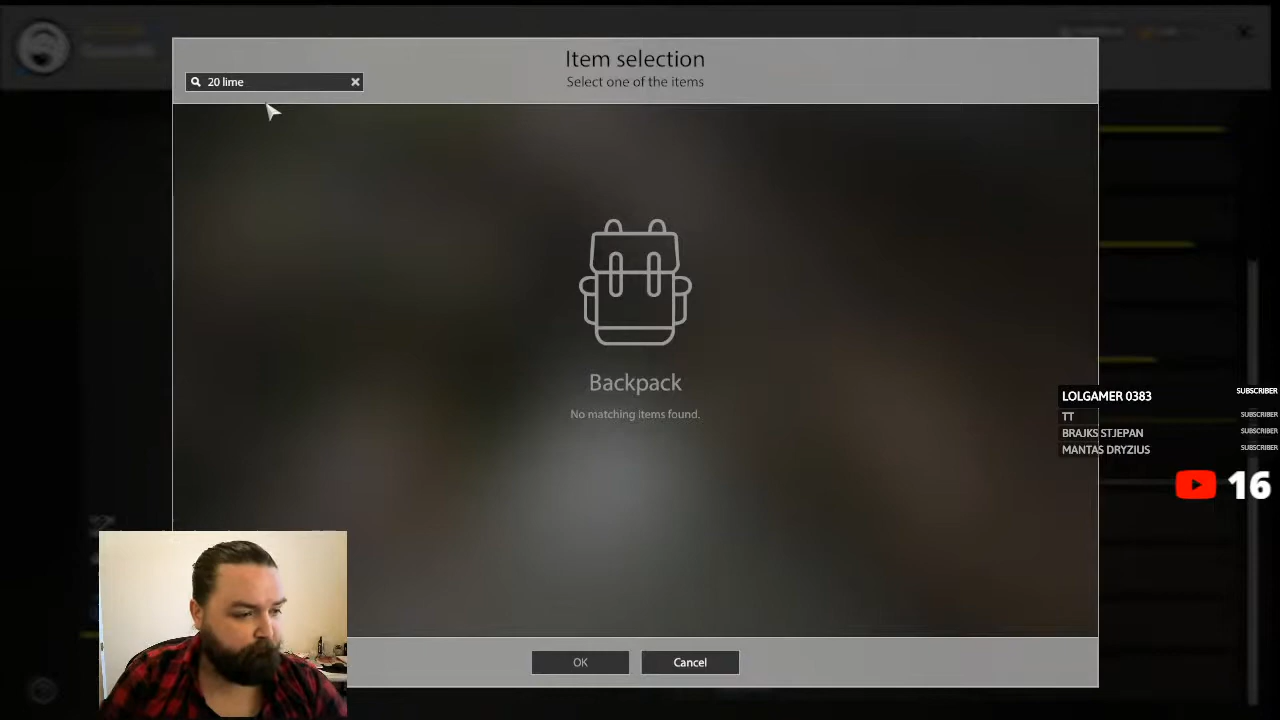 Item selection
Select one of the items
20 lime
Backpack
No matching items found.
LOLGAMER 0383 SUBSCRIBER
TT SUBSCRIBER
BRAJKS STJEPAN SUBSCRIBER
MANTAS DRYZIUS SUBSCRIBER
16
OK Cancel